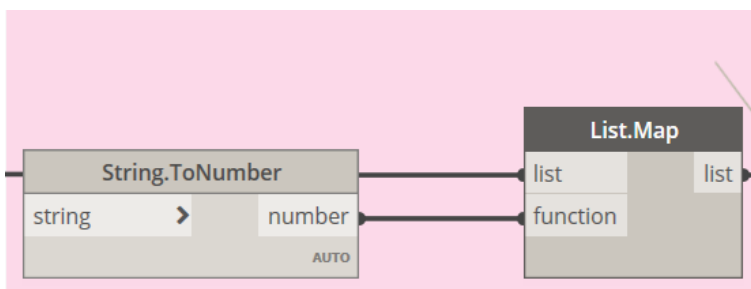 List.Map
String.ToNumber
list list
string number
function
AUTO